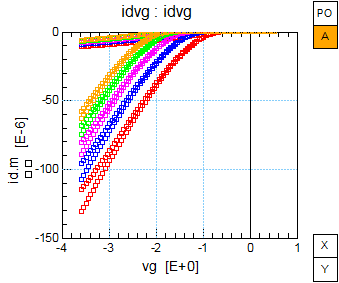 idvg : idvg
PO
A
0
-50
-100
-150
id.m [E-6]
-4 -3 -2 -1 0 1
vg [E+0]
X
Y